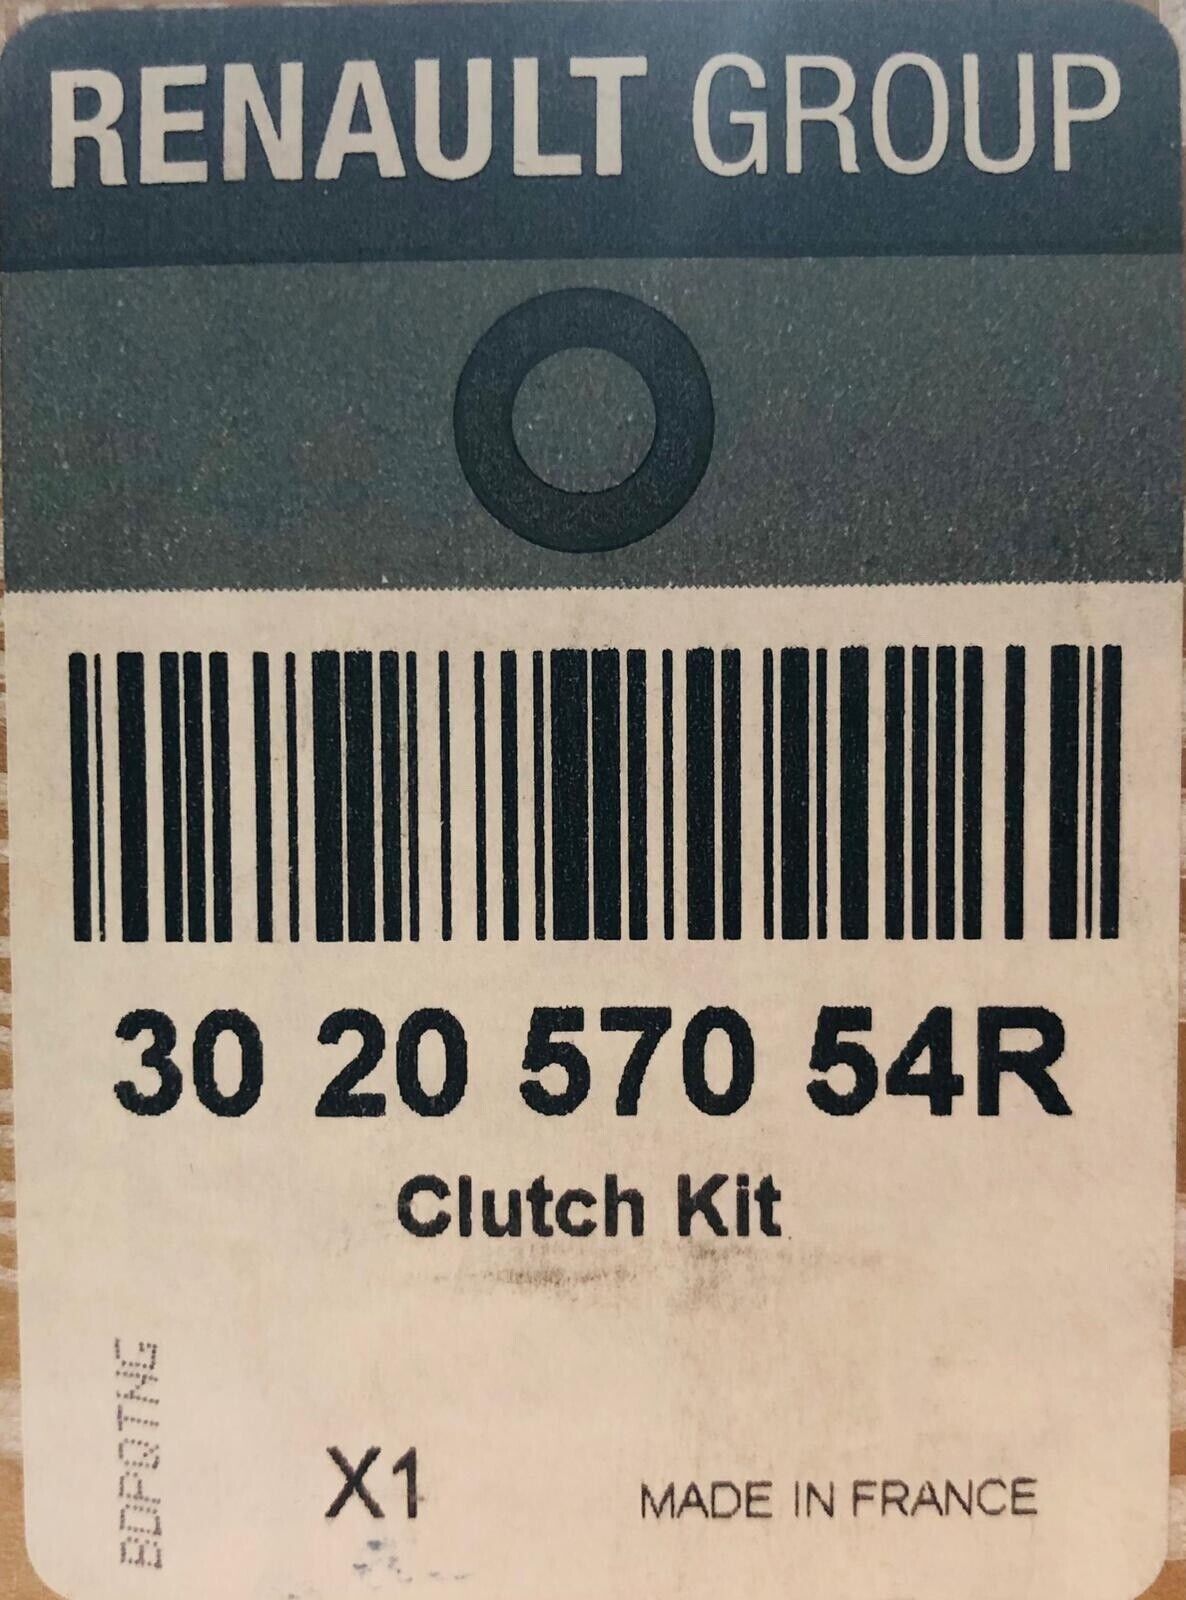 RENAULT GROUP
30 20 570 54R
Clutch Kit
X1
MADE IN FRANCE